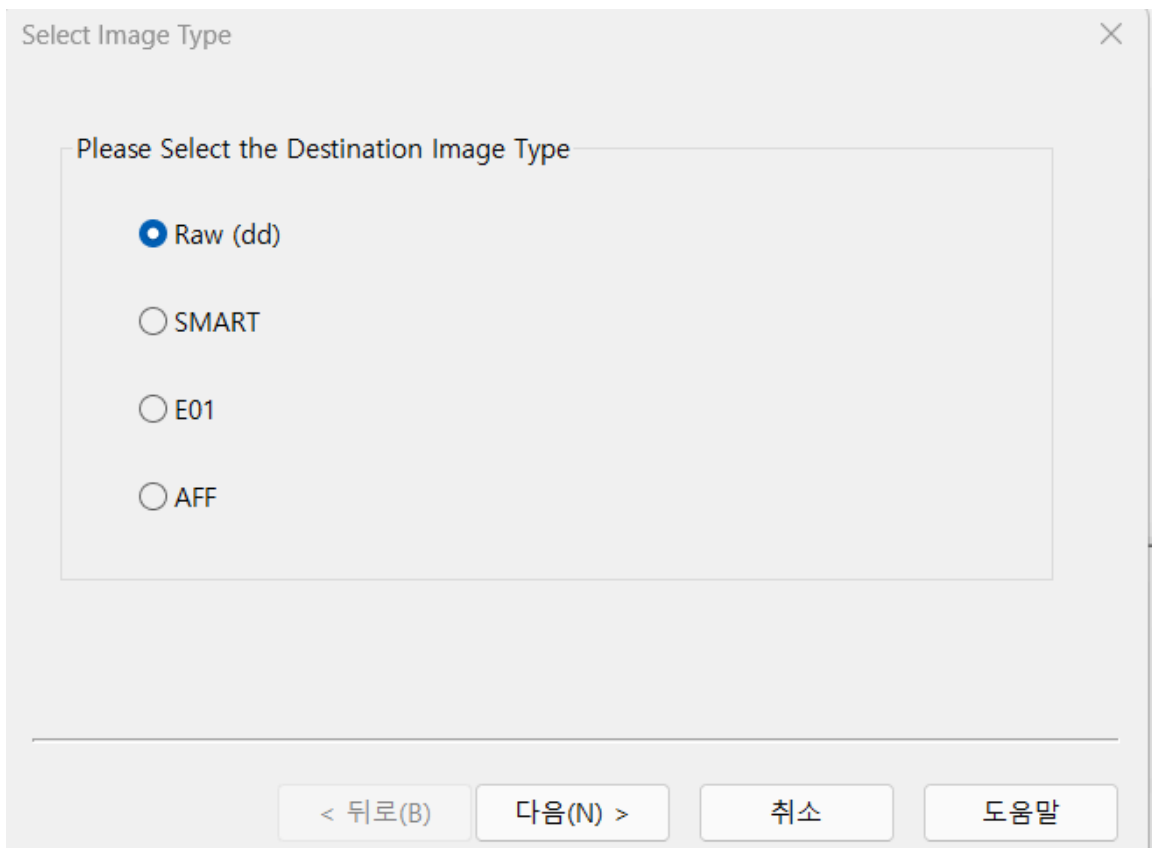 Select Image Type
Please Select the Destination Image Type
Raw (dd)
SMART
E01
AFF
< 뒤로(B) 다음(N) > 취소 도움말